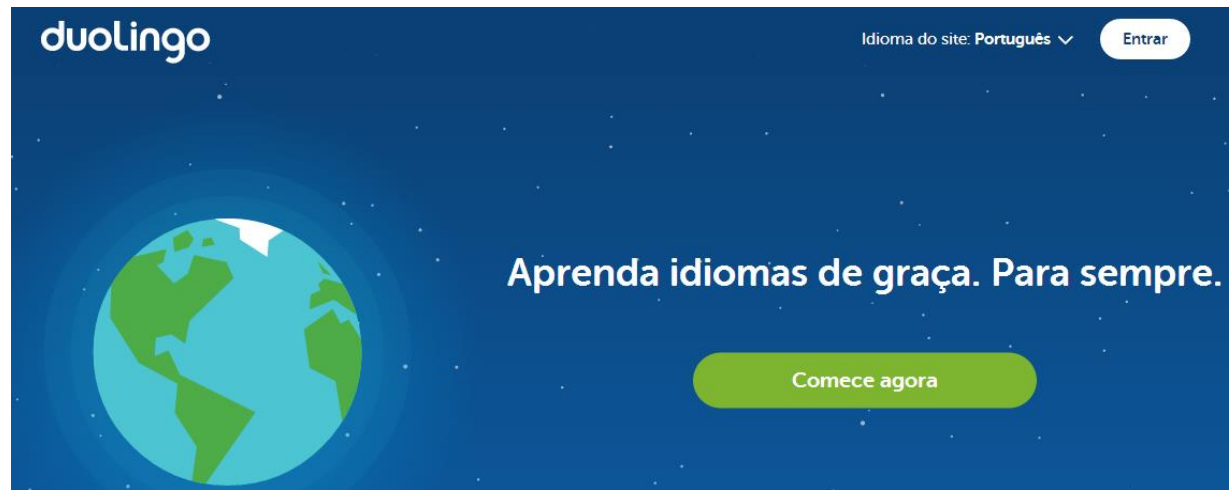 duolingo
Idioma do site: Português
Entrar
Aprenda idiomas de graça. Para sempre.
Comece agora